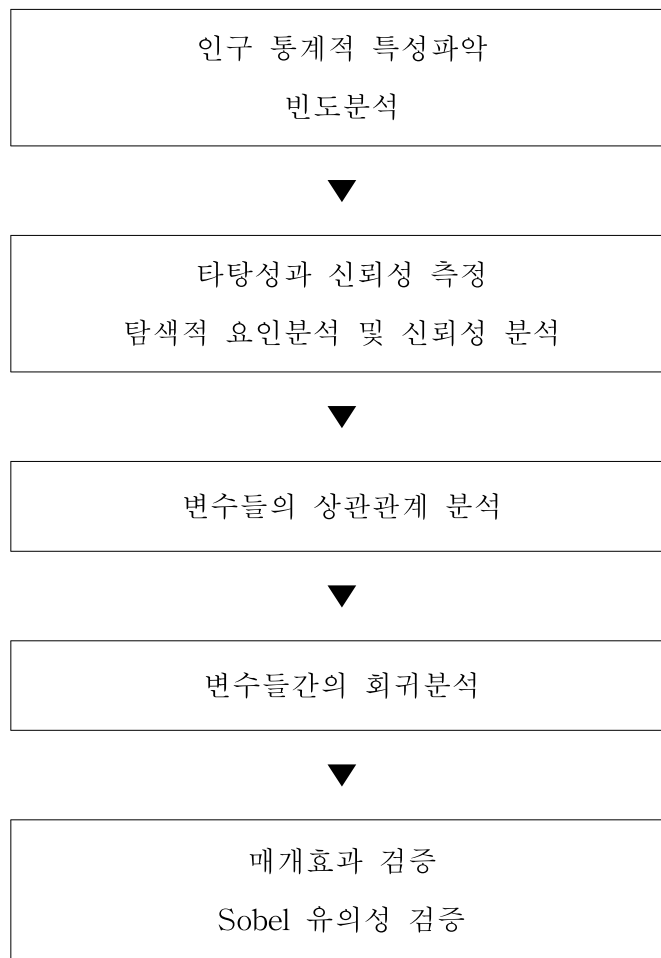 인구 통계적 특성파악
빈도분석
타탕성과 신뢰성 측정
탐색적 요인분석 및 신뢰성 분석
변수들의 상관관계 분석
변수들간의 회귀분석
매개효과 검증
Sobel 유의성 검증